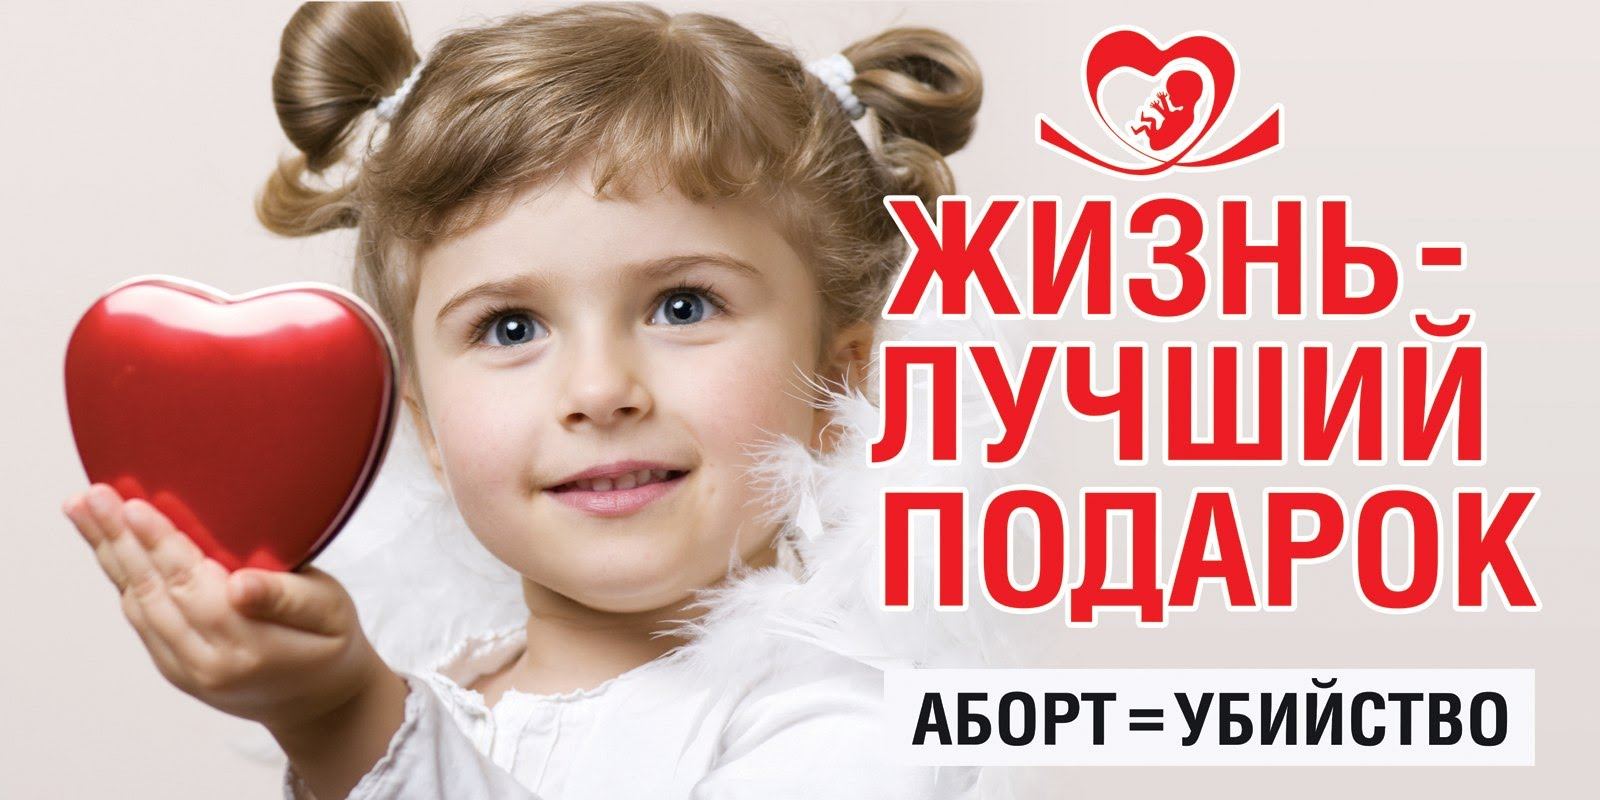 ЖИЗНЬ-
ЛУЧШИЙ
ПОДАРОК
АБОРТ = УБИЙСТВО